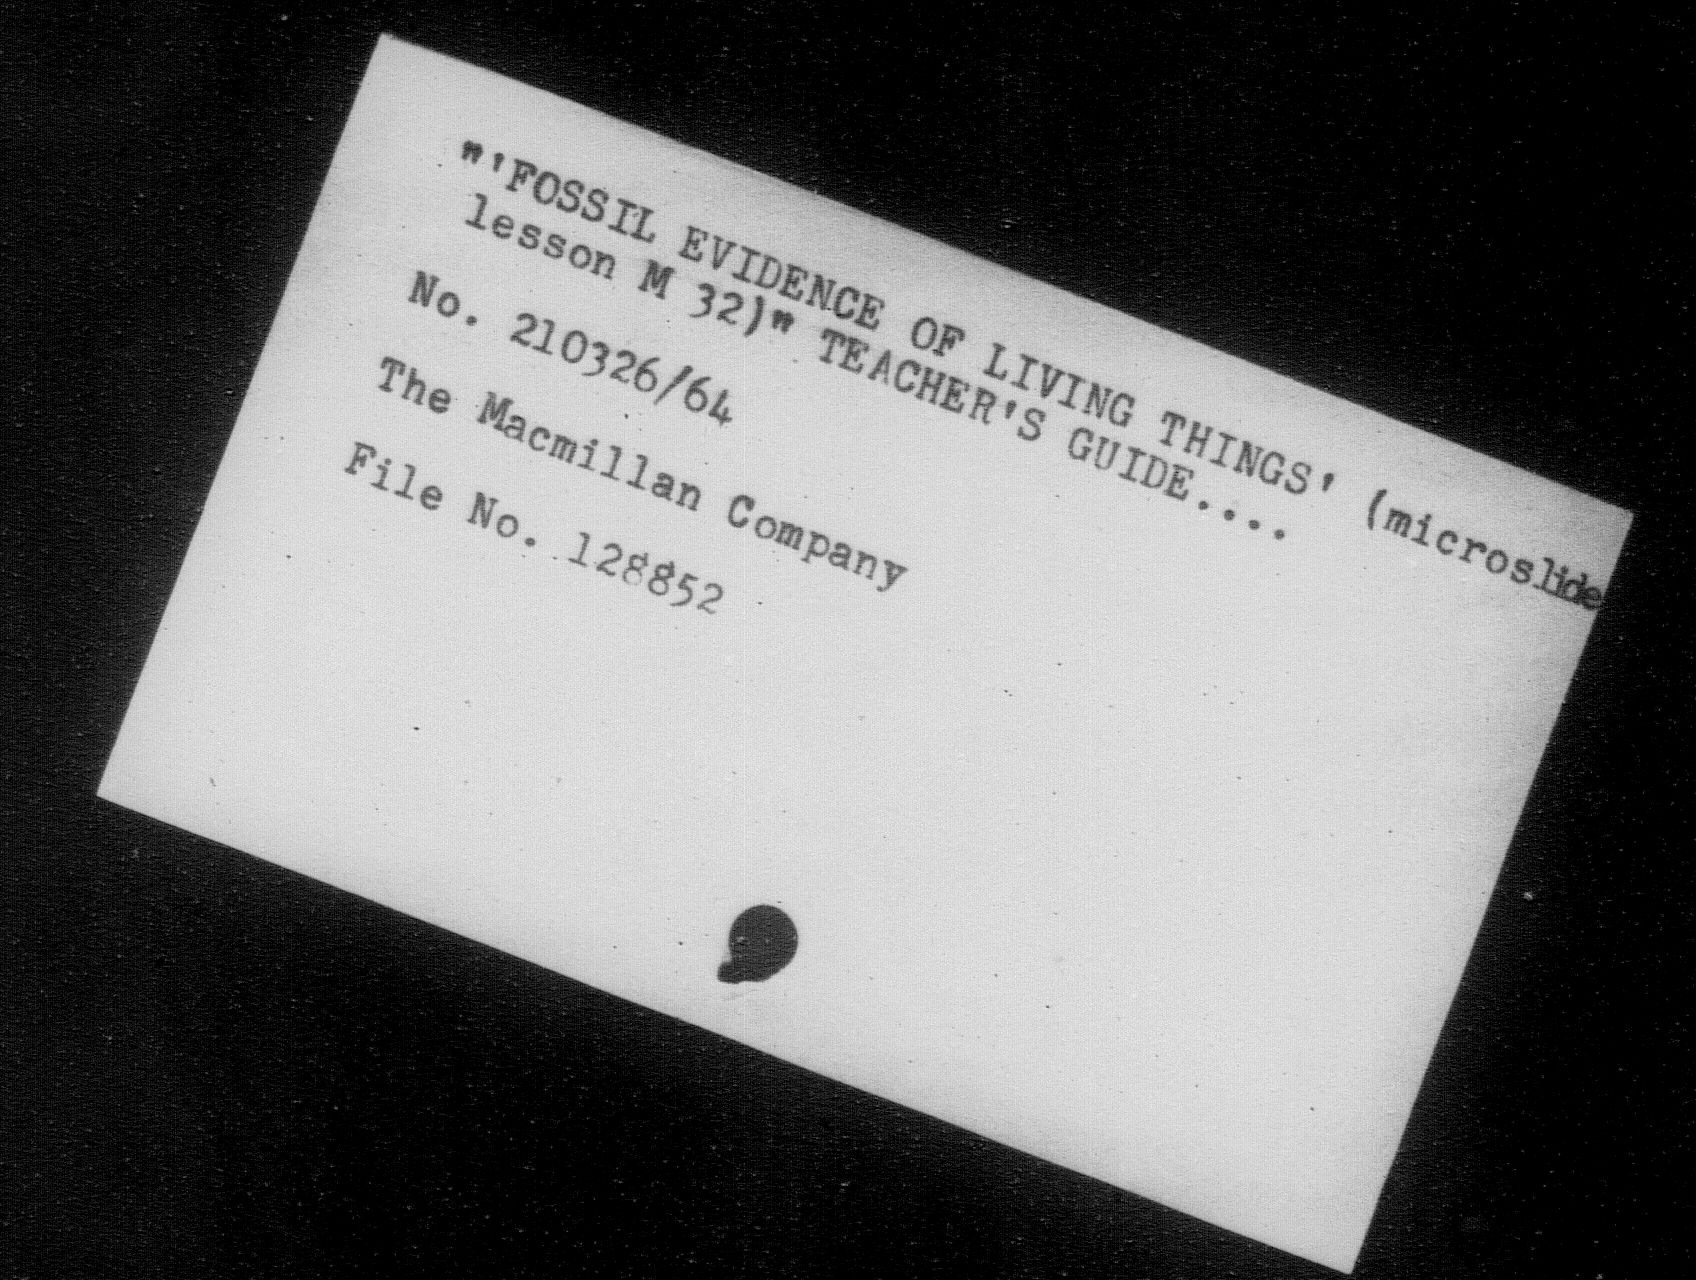 "'FOSSIL EVIDENCE OF LIVING THINGS' (microslide
lesson M 32)" TEACHER'S GUIDE....
No. 210326/64
The Macmillan Company
File No. 128852